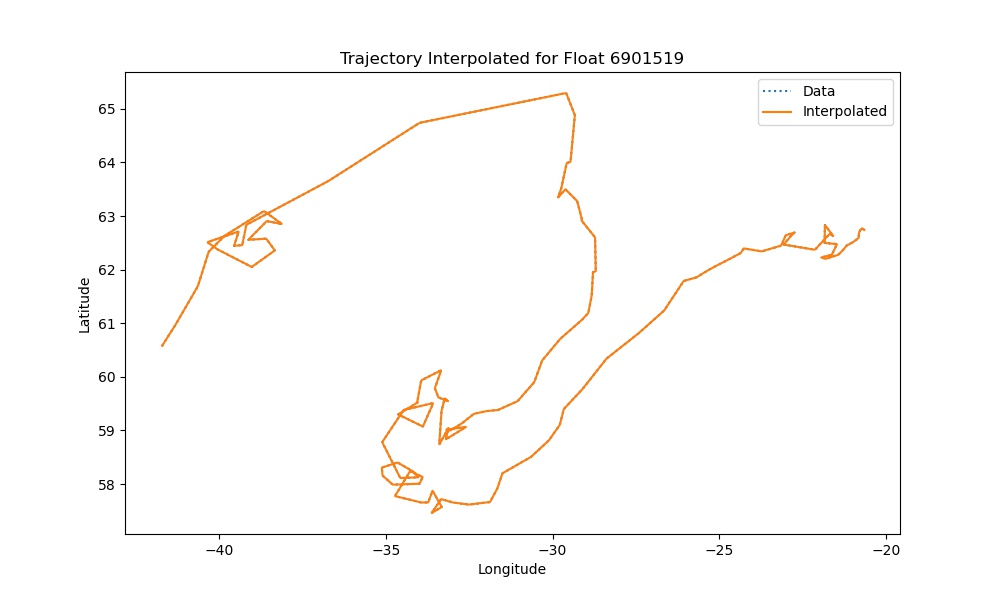 Trajectory Interpolated for Float 6901519
Data
Interpolated
65
64
63
62
61
60
59
58
Latitude
−40
−35
−30
−25
−20
Longitude